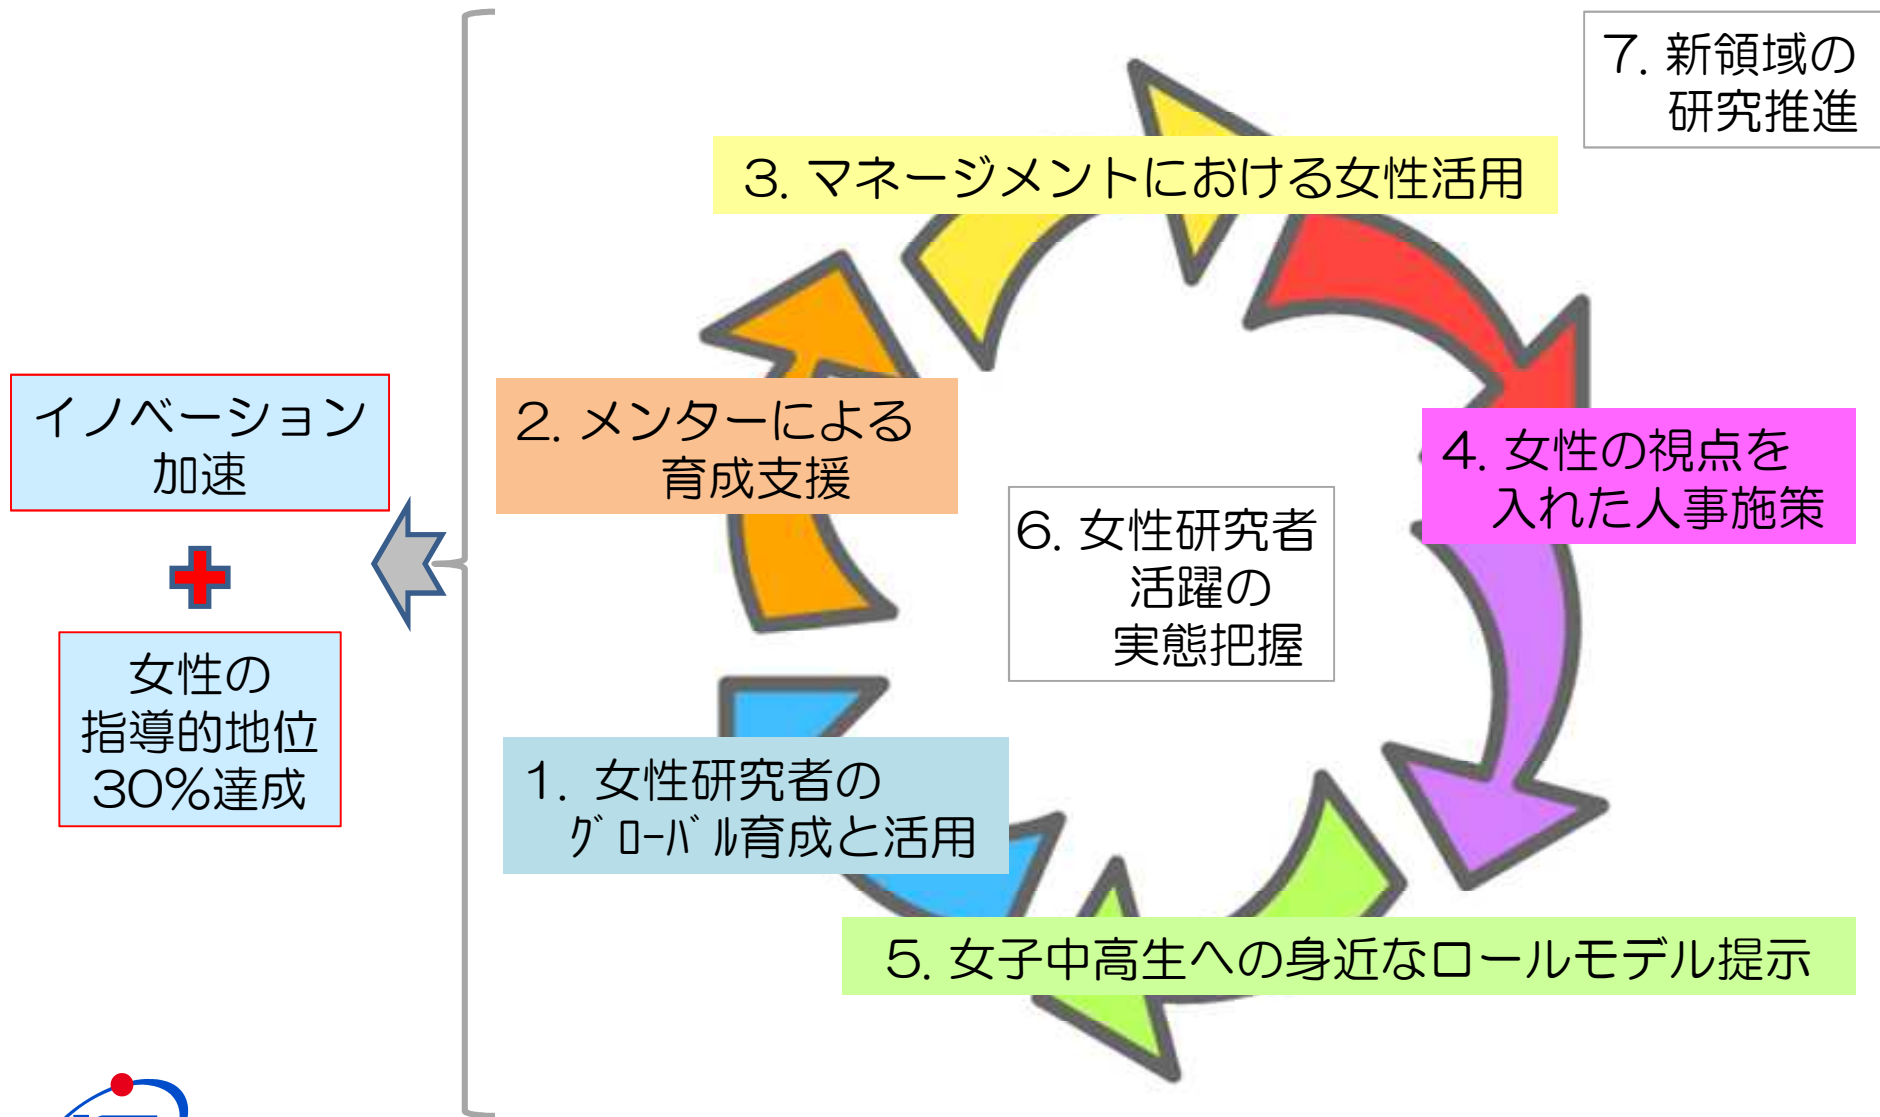 7. 新領域の
研究推進
3. マネージメントにおける女性活用
イノベーション
加速
2. メンターによる
育成支援
4. 女性の視点を
入れた人事施策
6. 女性研究者
活躍の
実態把握
女性の
指導的地位
30%達成
1. 女性研究者の
グローバル育成と活用
5. 女子中高生への身近なロールモデル提示